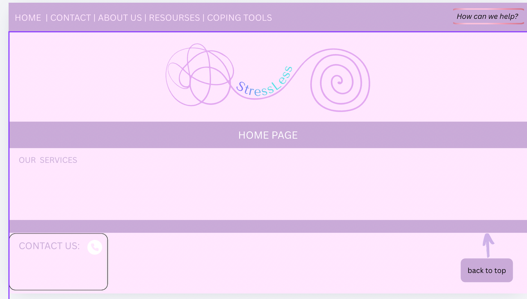 HOME | CONTACT | ABOUT US | RESOURSES | COPING TOOLS
How can we help?
StressLess
HOME PAGE
OUR SERVICES
CONTACT US:
back to top